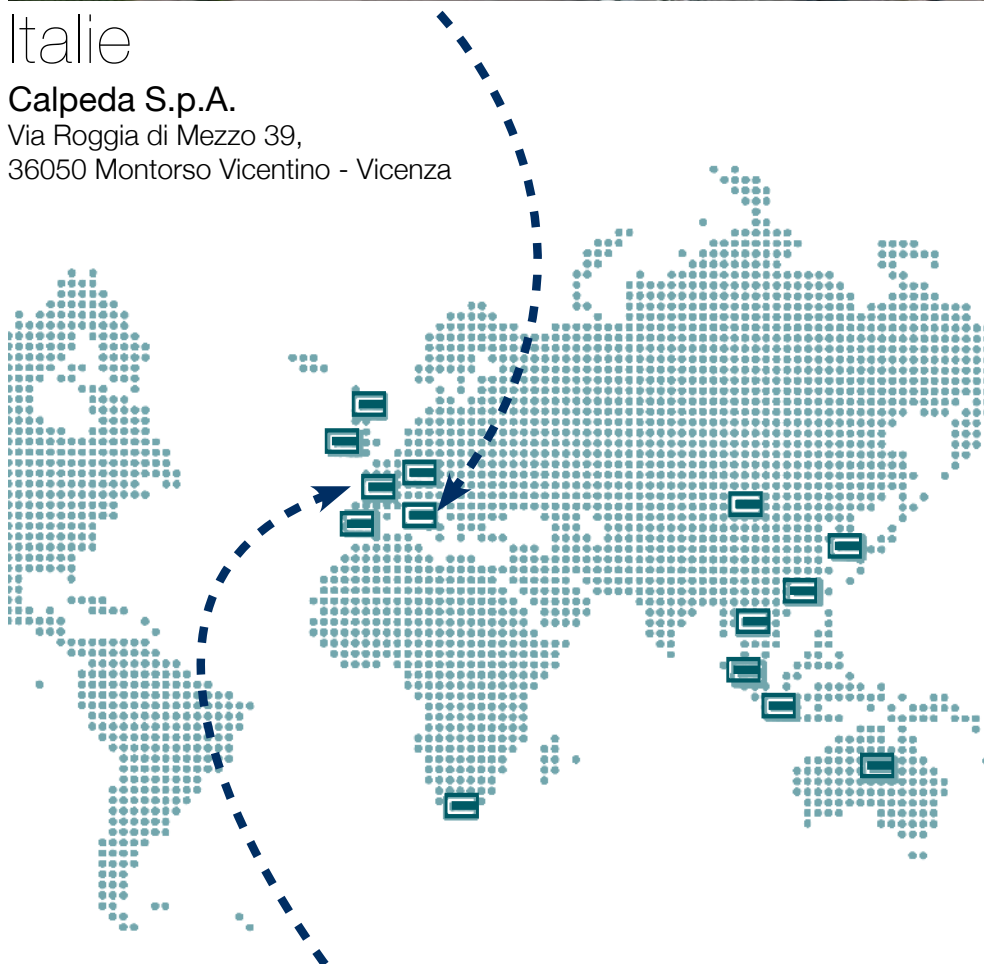 Italie
Calpeda S.p.A.
Via Roggia di Mezzo 39,
36050 Montorso Vicentino - Vicenza